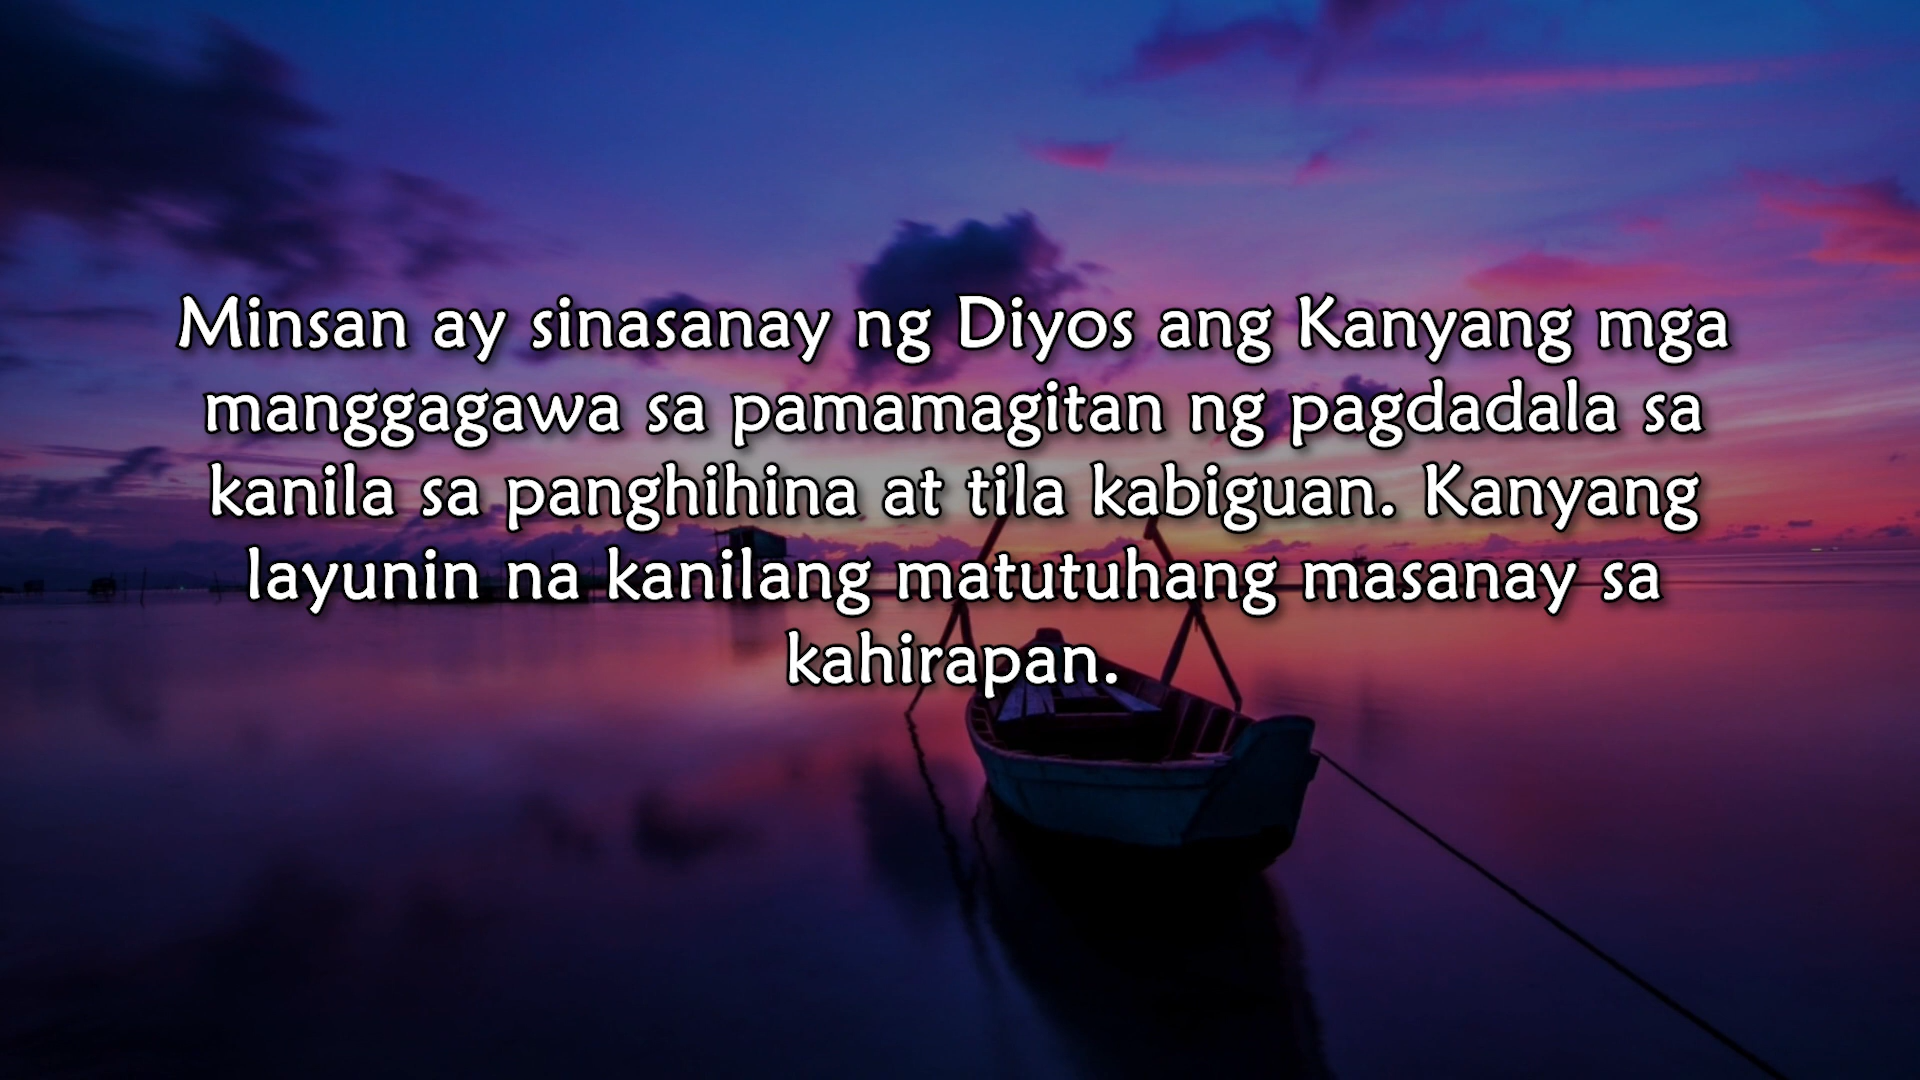 Minsan ay sinasanay ng Diyos ang Kanyang mga
manggagawa sa pamamagitan ng pagdadala sa
kanila sa panghihina at tila kabiguan. Kanyang
layunin na kanilang matutuhang masanay sa
kahirapan.